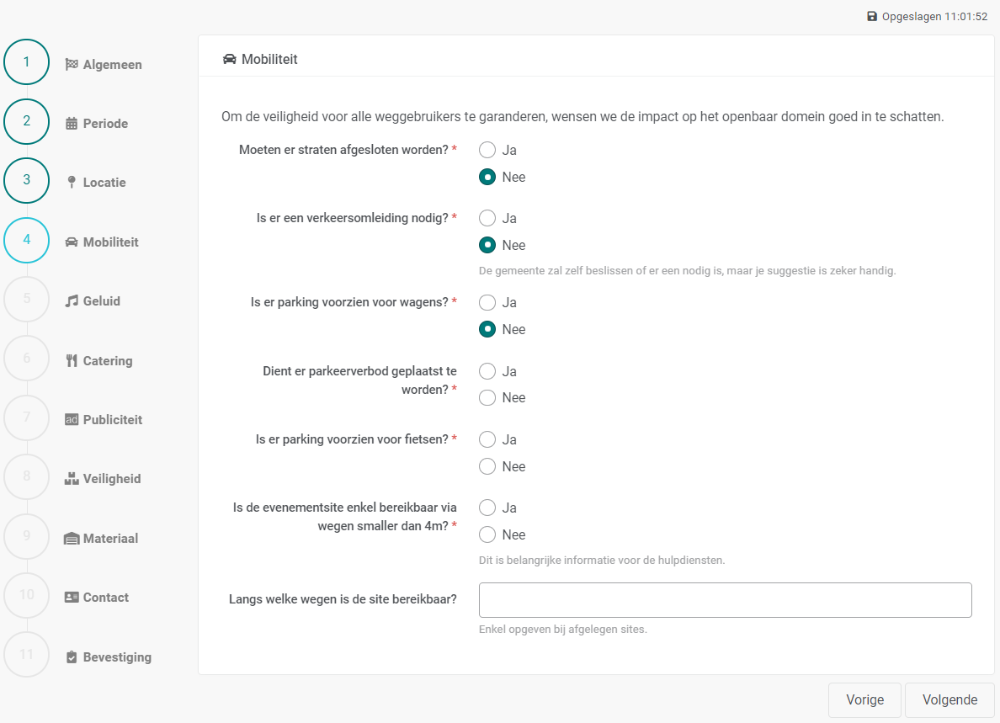 Opgeslagen 11:01:52
1 Algemeen
2 Periode
3 Locatie
4 Mobiliteit
5 Geluid
6 Catering
7 Publiciteit
8 Veiligheid
9 Materiaal
10 Contact
11 Bevestiging
Mobiliteit
Om de veiligheid voor alle weggebruikers te garanderen, wensen we de impact op het openbaar domein goed in te schatten.
Moeten er straten afgesloten worden? *
Ja
Nee
Is er een verkeersomleiding nodig? *
Ja
Nee
De gemeente zal zelf beslissen of er een nodig is, maar je suggestie is zeker handig.
Is er parking voorzien voor wagens? *
Ja
Nee
Dient er parkeerverbod geplaatst te
worden? *
Ja
Nee
Is er parking voorzien voor fietsen? *
Ja
Nee
Is de evenementsite enkel bereikbaar via
wegen smaller dan 4m? *
Ja
Nee
Dit is belangrijke informatie voor de hulpdiensten.
Langs welke wegen is de site bereikbaar?
Enkel opgeven bij afgelegen sites.
Vorige
Volgende